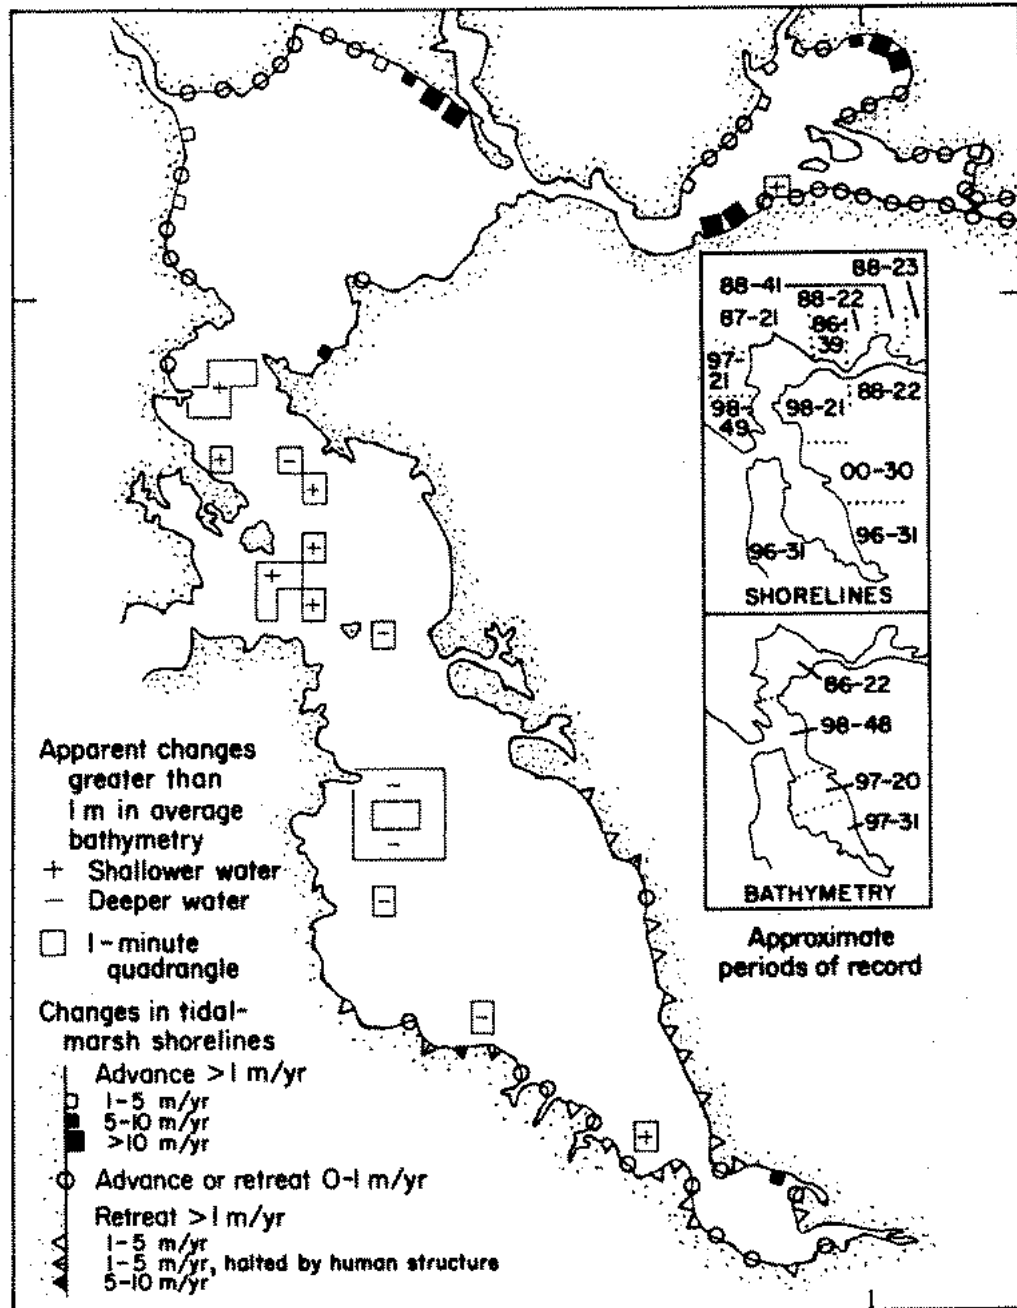 88-23
88-41
88-22
87-21
86-
39
97-
21
88-22
98-
49
98-21
00-30
96-31
96-31
SHORELINES
86-22
98-48
97-20
97-31
BATHYMETRY
Approximate
periods of record
Apparent changes
greater than
1 m in average
bathymetry
+ Shallower water
- Deeper water
1-minute
quadrangle
Changes in tidal-
marsh shorelines
Advance >1 m/yr
1-5 m/yr
5-10 m/yr
>10 m/yr
Advance or retreat 0-1 m/yr
Retreat >1 m/yr
1-5 m/yr
1-5 m/yr, halted by human structure
5-10 m/yr